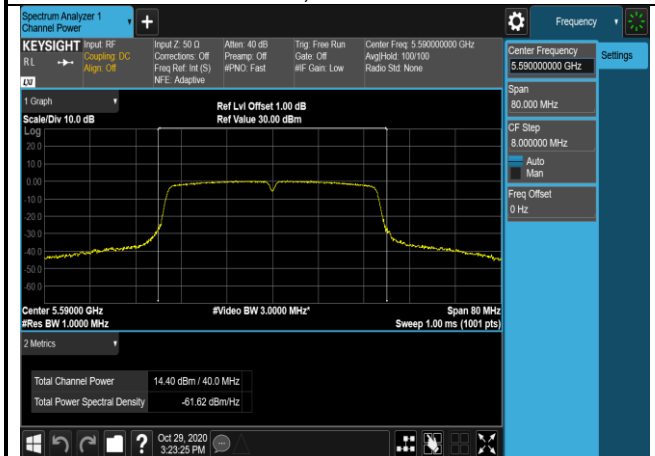 Spectrum Analyzer 1
Channel Power
Frequency
KEYSIGHT
RL
LXI
Input: RF
Coupling: DC
Align: Off
Input Z: 50 Ω
Corrections: Off
Freq Ref: Int (S)
NFE: Adaptive
Atten: 40 dB
Preamp: Off
#PNO: Fast
Trig: Free Run
Gate: Off
#IF Gain: Low
Center Freq: 5.590000000 GHz
Avg|Hold: 100/100
Radio Std: None
Center Frequency
5.590000000 GHz
Settings
Span
80.000 MHz
CF Step
8.000000 MHz
Auto
Man
Freq Offset
0 Hz
1 Graph
Scale/Div 10.0 dB
Ref Lvl Offset 1.00 dB
Ref Value 30.00 dBm
Log
20.0
10.0
0.00
-10.0
-20.0
-30.0
-40.0
-50.0
-60.0
Center 5.59000 GHz
#Video BW 3.0000 MHz*
Span 80 MHz
#Res BW 1.0000 MHz
Sweep 1.00 ms (1001 pts)
2 Metrics
Total Channel Power 14.40 dBm / 40.0 MHz
Total Power Spectral Density -61.62 dBm/Hz
?
Oct 29, 2020
3:23:25 PM